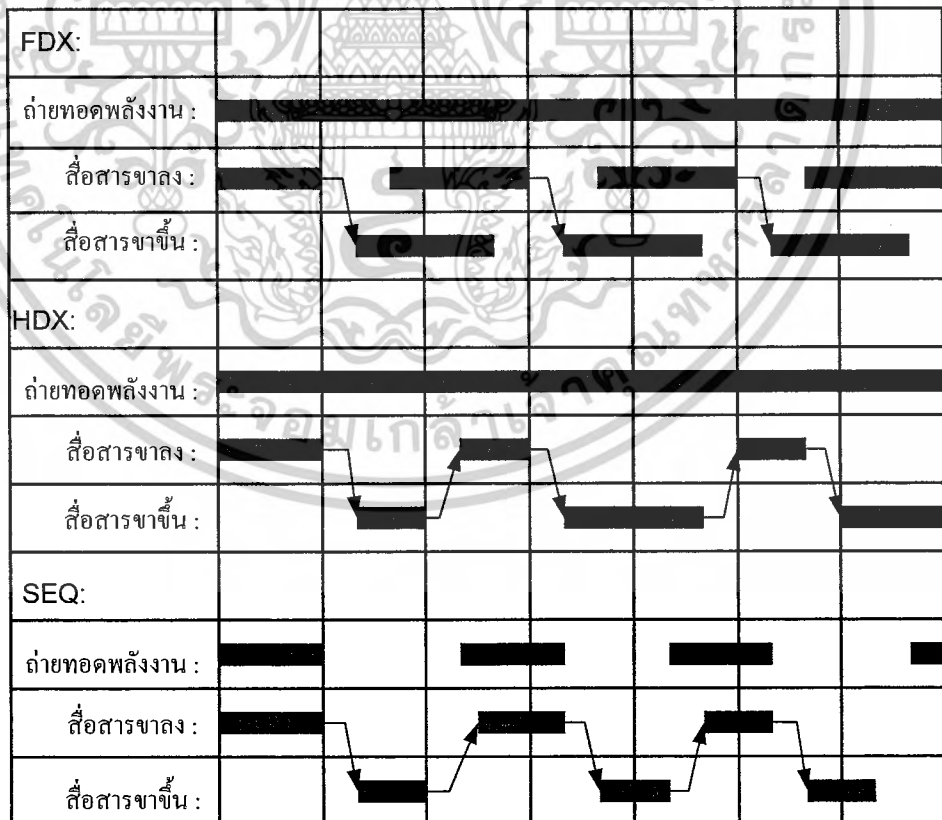 FDX:
ถ่ายทอดพลังงาน :
สื่อสารขาลง :
สื่อสารขาขึ้น :
HDX:
ถ่ายทอดพลังงาน :
สื่อสารขาลง :
สื่อสารขาขึ้น :
SEQ:
ถ่ายทอดพลังงาน :
สื่อสารขาลง :
สื่อสารขาขึ้น :